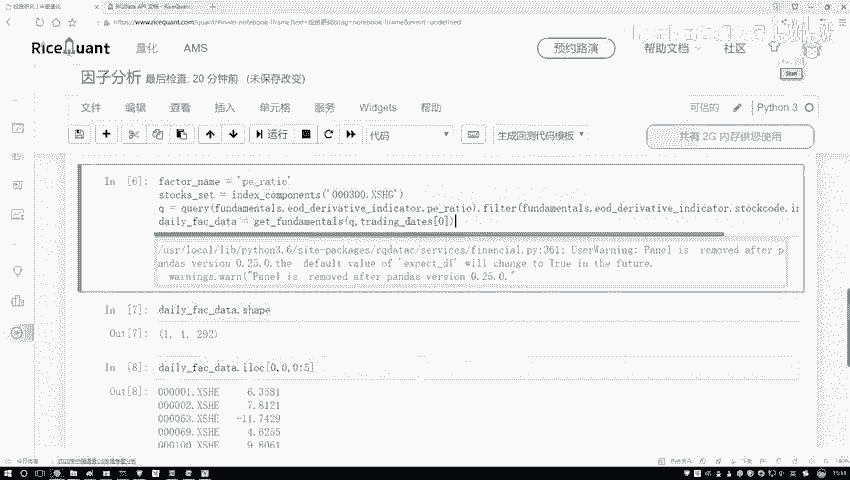 RiceQuant 量化 AMS 预约路演 帮助文档 社区
因子分析 最后检查: 20 分钟前 (未保存改变)
文件 编辑 查看 插入 单元格 服务 Widgets 帮助 可信的 Python 3
运行 代码 生成回测代码模板 共有 2G 内存供您使用
In [6]: factor_name = 'pe_ratio'
stocks_set = index_components('000300.XSHG')
q = query(fundamentals.eod_derivative_indicator.pe_ratio).filter(fundamentals.eod_derivative_indicator.stockcode.in
daily_fac_data = get_fundamentals(q,trading_dates[0])
/usr/local/lib/python3.6/site-packages/rqdatac/services/financial.py:361: UserWarning: Panel is removed after p
andas version 0.25.0.the default value of 'expect_df' will change to True in the future.
warnings.warn("Panel is removed after pandas version 0.25.0."
In [7]: daily_fac_data.shape
Out[7]: (1, 1, 292)
In [8]: daily_fac_data.iloc[0,0,0:5]
Out[8]: 000001.XSHE 6.3581
000002.XSHE 7.8121
000063.XSHE -11.7429
000069.XSHE 4.6255
000100.XSHE 9.8061